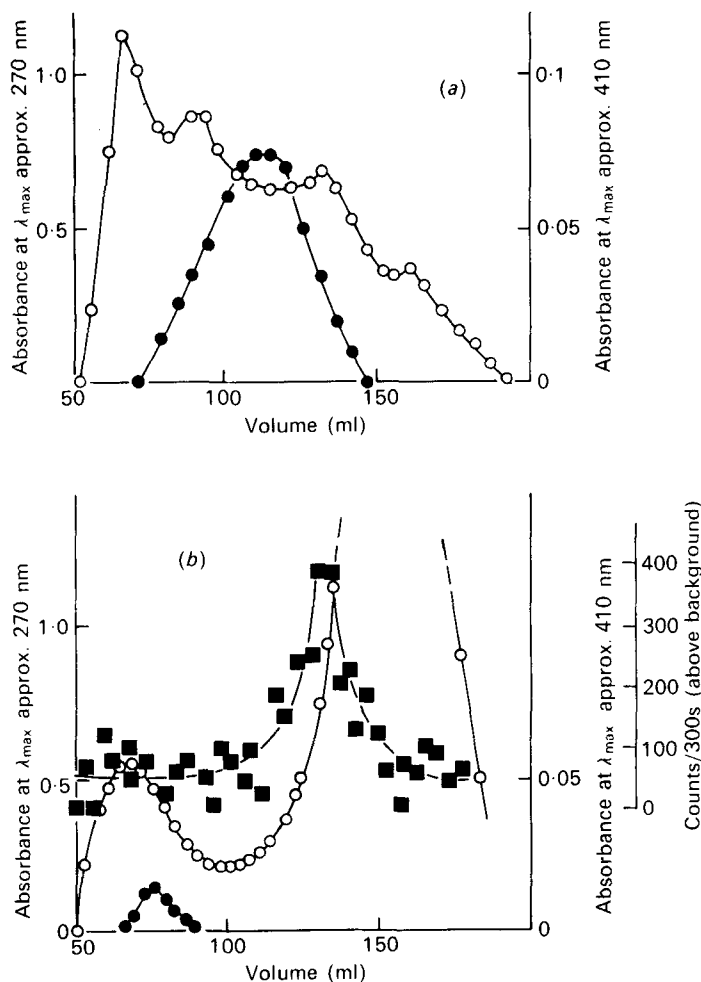 (a)
Absorbance at λmax approx. 270 nm
1.0
0.5
0
Absorbance at λmax approx. 410 nm
0.1
0.05
0
50
100
150
Volume (ml)
(b)
Absorbance at λmax approx. 270 nm
1.0
0.5
0
Absorbance at λmax approx. 410 nm
0.05
0
Counts/300s (above background)
400
300
200
100
0
50
100
150
Volume (ml)